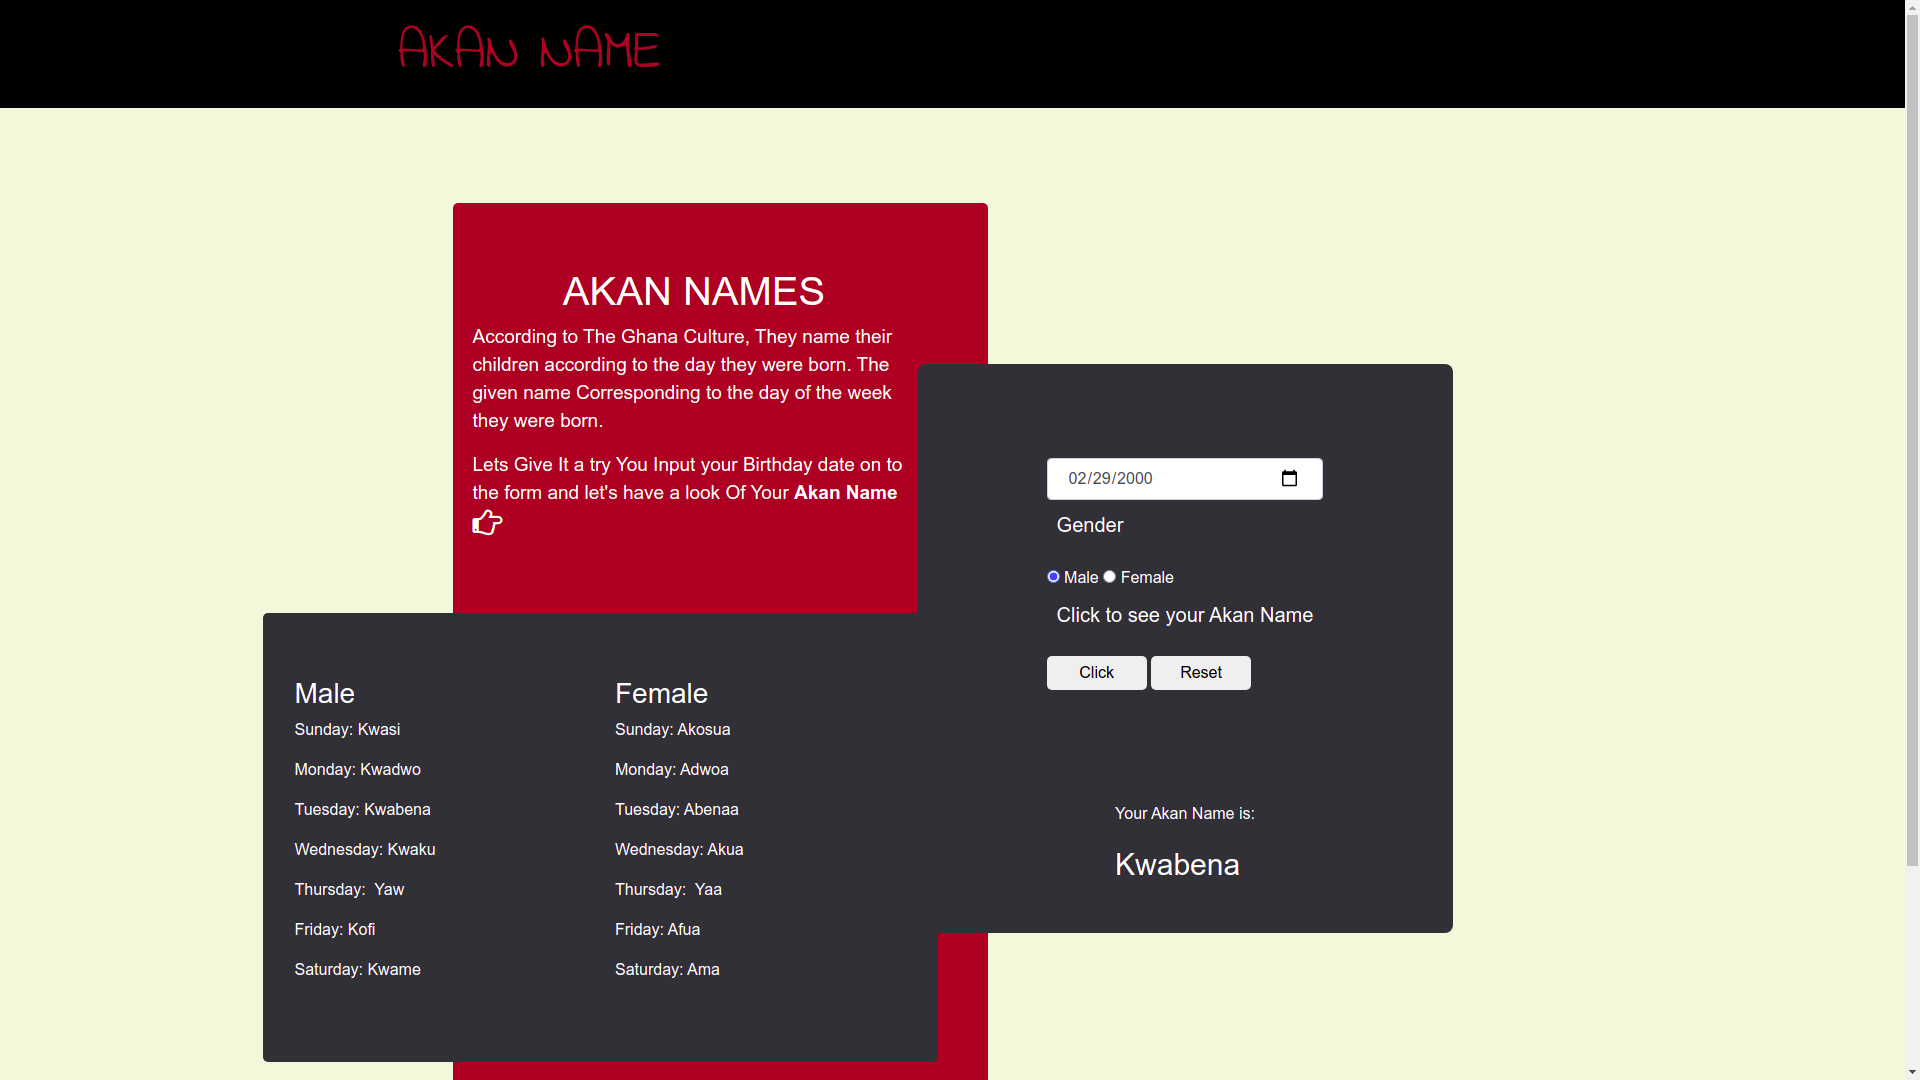 AKAN NAME
AKAN NAMES
According to The Ghana Culture, They name their
children according to the day they were born. The
given name Corresponding to the day of the week
they were born.
Lets Give It a try You Input your Birthday date on to
the form and let's have a look Of Your Akan Name
02/29/2000
Gender
Male Female
Click to see your Akan Name
Click Reset
Your Akan Name is:
Kwabena
Male
Sunday: Kwasi
Monday: Kwadwo
Tuesday: Kwabena
Wednesday: Kwaku
Thursday:  Yaw
Friday: Kofi
Saturday: Kwame
Female
Sunday: Akosua
Monday: Adwoa
Tuesday: Abenaa
Wednesday: Akua
Thursday:  Yaa
Friday: Afua
Saturday: Ama